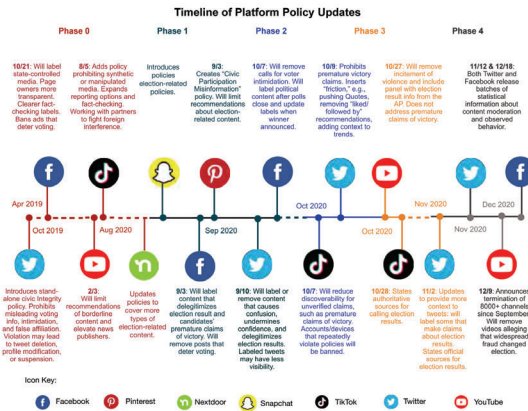 Timeline of Platform Policy Updates
Phase 0
Phase 1
Phase 2
Phase 3
Phase 4
10/21: Will label
state-controlled
media. Page
owners more
transparent.
Clearer fact-
checking labels.
Bans ads that
deter voting.
8/5: Adds policy
prohibiting synthetic
or manipulated
media. Expands
reporting options and
fact-checking.
Working with partners
to fight foreign
interference.
Introduces
policies
election-related
policies.
9/3:
Creates "Civic
Participation
Misinformation"
policy. Will limit
recommendations
about election-
related content.
10/7: Will remove
calls for voter
intimidation. Will
label political
content after polls
close and update
labels when
winner
announced.
10/9: Prohibits
premature victory
claims. Inserts
"friction," e.g.,
pushing Quotes,
removing "liked/
followed by"
recommendations,
adding context to
trends.
10/27: Will remove
incitement of
violence and include
panel with election
result info from the
AP. Does not
address premature
claims of victory.
11/12 & 12/18:
Both Twitter and
Facebook release
batches of
statistical
information about
content moderation
and observed
behavior.
Apr 2019
Oct 2019
Aug 2020
Sep 2020
Oct 2020
Oct 2020
Nov 2020
Nov 2020
Dec 2020
Introduces stand-
alone civic Integrity
policy. Prohibits
misleading voting
info, intimidation,
and false affiliation.
Violation may lead
to tweet deletion,
profile modification,
or suspension.
2/3:
Will limit
recommendations
of borderline
content and elevate
news publishers.
Updates
policies to
cover more
types of
election-related
content.
9/3: Will label
content that
delegitimizes
election result and
candidates'
premature claims
of victory. Will
remove posts that
deter voting.
9/10: Will label or
remove content
that causes
confusion,
undermines
confidence, and
delegitimizes
election results.
Labeled tweets
may have less
visibility.
10/7: Will reduce
discoverability for
unverified claims,
such as premature
claims of victory.
Accounts/devices
that repeatedly
violate policies will
be banned.
10/28: States
authoritative
sources for calling
election results.
11/2: Updates
to provide more
context to
tweets: will
label some that
make claims
about election
results. States
official sources
for election results.
12/9: Announces
termination of
8000+ channels
since September.
Will remove
videos alleging
that widespread
fraud changed
election.
Icon Key:
Facebook
Pinterest
Nextdoor
Snapchat
TikTok
Twitter
YouTube